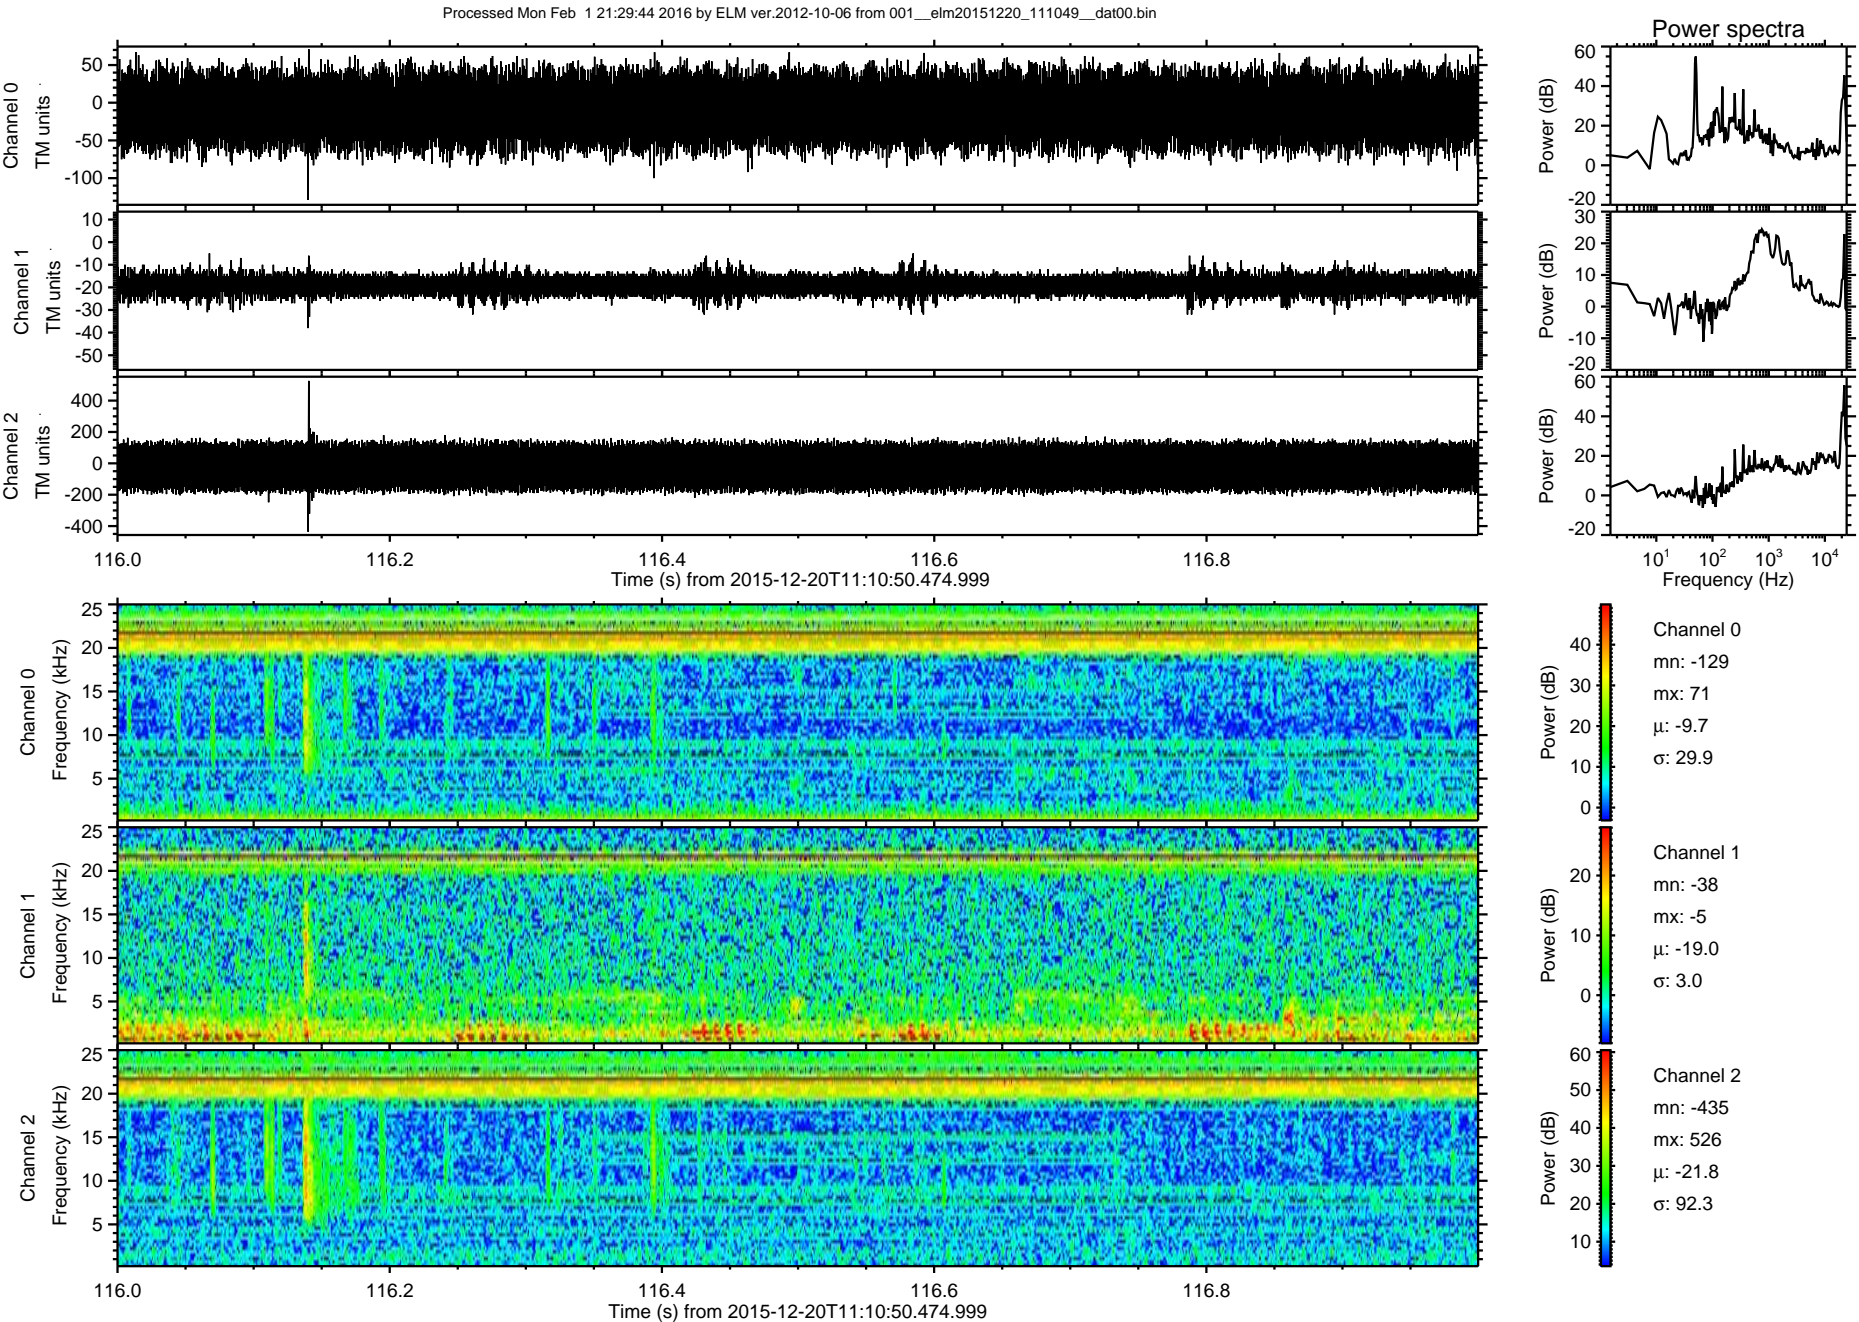 Processed Mon Feb  1 21:29:44 2016 by ELM ver.2012-10-06 from 001__elm20151220_111049__dat00.bin
Power spectra
Channel 0
TM units
50
0
-50
-100
Power (dB)
60
40
20
0
-20
Channel 1
TM units
10
0
-10
-20
-30
-40
-50
Power (dB)
30
20
10
0
-10
-20
Channel 2
TM units
400
200
0
-200
-400
Power (dB)
60
40
20
0
-20
116.0 116.2 116.4 116.6 116.8
Time (s) from 2015-12-20T11:10:50.474.999
10¹ 10² 10³ 10⁴
Frequency (Hz)
Channel 0
Frequency (kHz)
25
20
15
10
5
Power (dB)
40
30
20
10
0
Channel 0
mn: -129
mx: 71
μ: -9.7
σ: 29.9
Channel 1
Frequency (kHz)
25
20
15
10
5
Power (dB)
20
10
0
Channel 1
mn: -38
mx: -5
μ: -19.0
σ: 3.0
Channel 2
Frequency (kHz)
25
20
15
10
5
Power (dB)
60
50
40
30
20
10
Channel 2
mn: -435
mx: 526
μ: -21.8
σ: 92.3
116.0 116.2 116.4 116.6 116.8
Time (s) from 2015-12-20T11:10:50.474.999